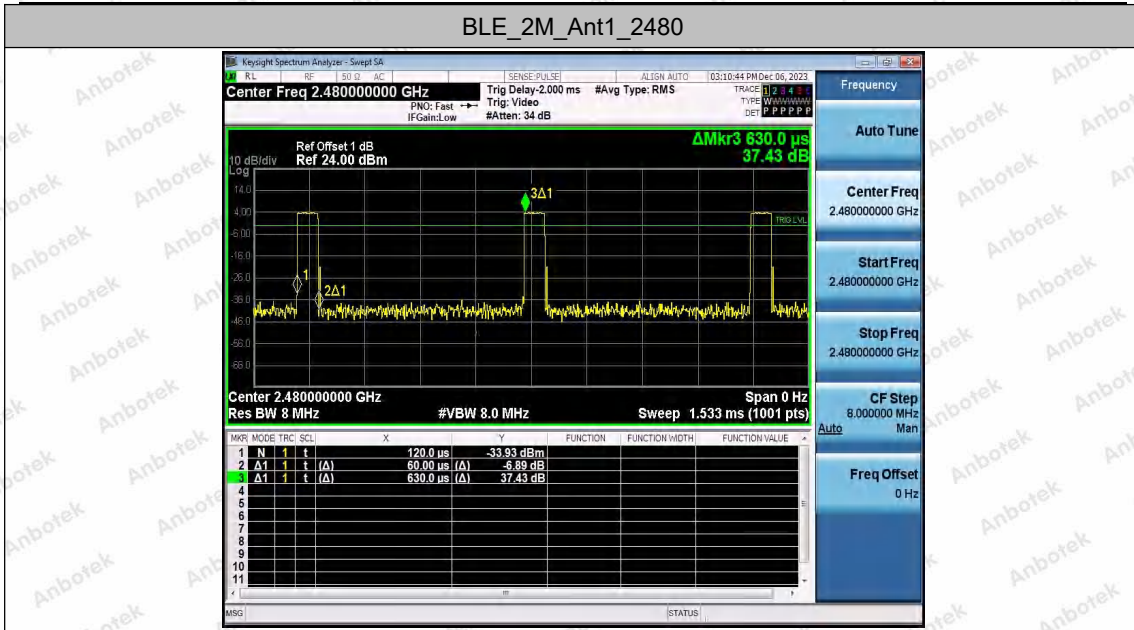 BLE_2M_Ant1_2480
Keysight Spectrum Analyzer - Swept SA
RL RF 50 Ω AC SENSE:PULSE ALIGN AUTO 03:10:44 PM Dec 06, 2023
Center Freq 2.480000000 GHz
PNO: Fast
IFGain:Low
Trig Delay-2.000 ms
Trig: Video
#Atten: 34 dB
#Avg Type: RMS
TRACE 1 2 3 4 5 6
TYPE WWWWWW
DET P P P P P P
ΔMkr3 630.0 µs
37.43 dB
Ref Offset 1 dB
10 dB/div Ref 24.00 dBm
Log
14.0
4.00
-6.00
-16.0
-26.0
-36.0
-46.0
-56.0
-66.0
1
2Δ1
3Δ1
TRIG LVL
Center 2.480000000 GHz Span 0 Hz
Res BW 8 MHz #VBW 8.0 MHz Sweep 1.533 ms (1001 pts)
MKR MODE TRC SCL X Y FUNCTION FUNCTION WIDTH FUNCTION VALUE
1 N 1 t 120.0 µs -33.93 dBm
2 Δ1 1 t (Δ) 60.00 µs (Δ) -6.89 dB
3 Δ1 1 t (Δ) 630.0 µs (Δ) 37.43 dB
4
5
6
7
8
9
10
11
MSG STATUS
Frequency
Auto Tune
Center Freq
2.480000000 GHz
Start Freq
2.480000000 GHz
Stop Freq
2.480000000 GHz
CF Step
8.000000 MHz
Auto Man
Freq Offset
0 Hz
Anbotek